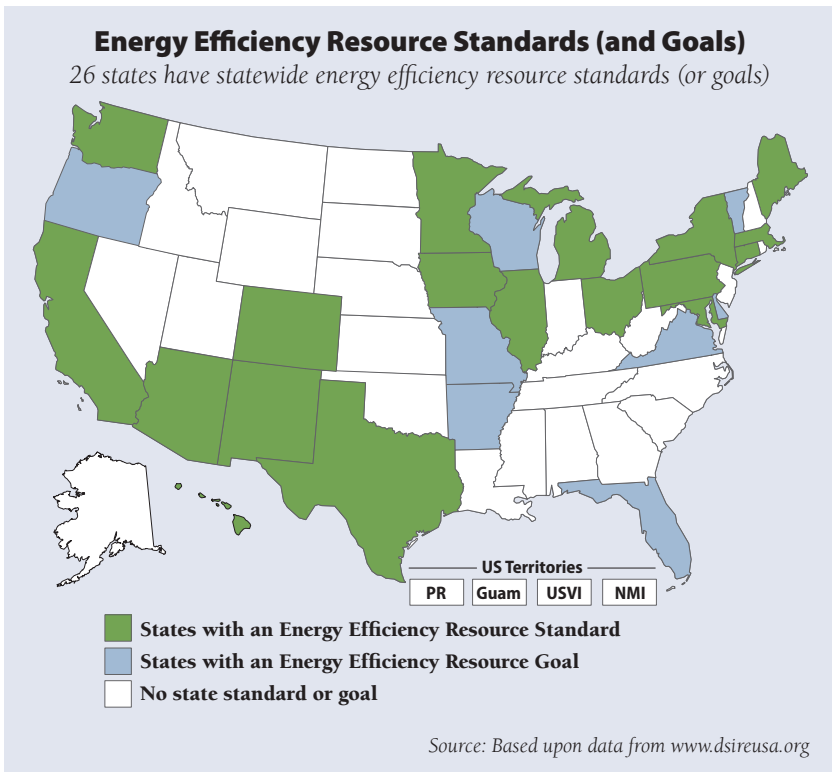 Energy Efficiency Resource Standards (and Goals)
26 states have statewide energy efficiency resource standards (or goals)
US Territories
PR Guam USVI NMI
States with an Energy Efficiency Resource Standard
States with an Energy Efficiency Resource Goal
No state standard or goal
Source: Based upon data from www.dsireusa.org